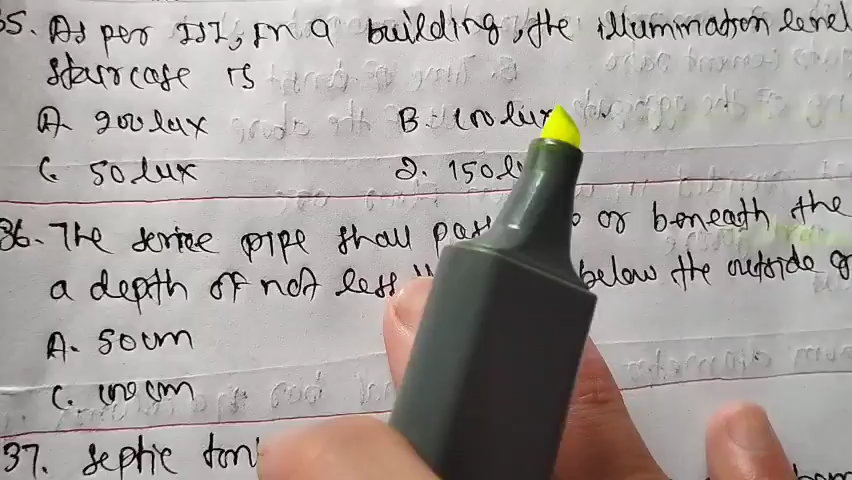 35. As per ISI, in a building, the illumination level
staircase is
A. 200 lux B. 100 lux
C. 50 lux D. 150
36. The service pipe shall pass or beneath the
a depth of not less below the outside
A. 50 cm
C. 100 cm
37. Septic